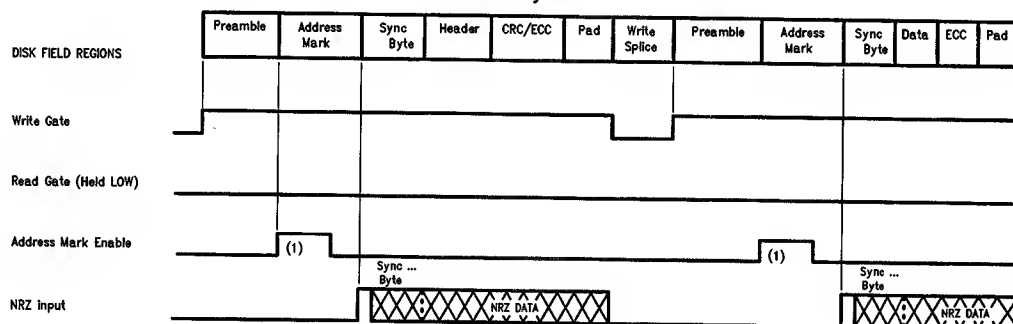 Preamble Address Mark Sync Byte Header CRC/ECC Pad Write Splice Preamble Address Mark Sync Byte Data ECC Pad
DISK FIELD REGIONS
Write Gate
Read Gate (Held LOW)
Address Mark Enable
(1)
(1)
Sync ...
Byte
Sync ...
Byte
NRZ input
NRZ DATA
NRZ DATA